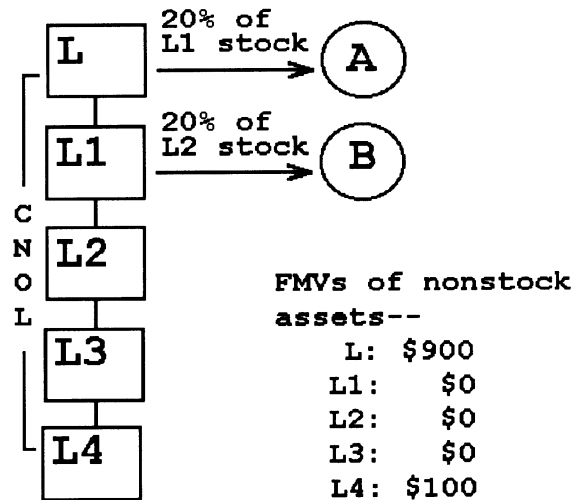 20% of
L1 stock
L
A
20% of
L2 stock
L1
B
C
N
O
L
L2
L3
L4
FMVs of nonstock
assets--
L: $900
L1: $0
L2: $0
L3: $0
L4: $100